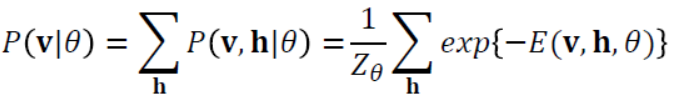 P(𝐯|θ) = ∑_𝐡 P(𝐯, 𝐡|θ) = 1/Z_θ ∑_𝐡 exp{−E(𝐯, 𝐡, θ)}